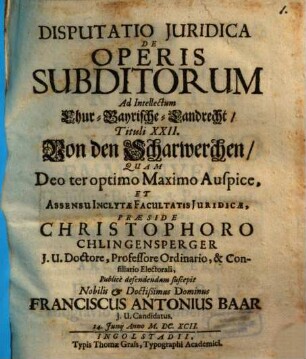 1.
DISPUTATIO JURIDICA
DE
OPERIS
SUBDITORUM
Ad Intellectum
Chur-Bayrische-Landrecht/
Tituli XXII.
Von den Scharwerchen/
QUAM
Deo ter optimo Maximo Auspice,
ET
ASSENSU INCLYTÆ FACULTATIS JURIDICÆ,
PRÆSIDE
CHRISTOPHORO
CHLINGENSPERGER
J. U. Doctore, Professore Ordinario, & Con-
siliario Electorali,
Publicè defendendam suscepit
Nobilis & Doctissimus Dominus
FRANCISCUS ANTONIUS BAAR
J. U. Candidatus.
14. Junij Anno M. DC. XCII.
INGOLSTADII,
Typis Thomæ Graß, Typographi Academici.